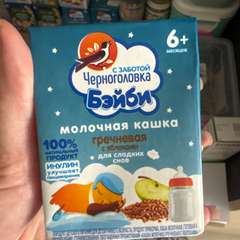 6+
МЕСЯЦЕВ
С ЗАБОТОЙ
Черноголовка
Бэйби
МОЛОЧНАЯ КАШКА
гречневая
с яблоком
для сладких
снов
100%
НАТУРАЛЬНЫЙ
ПРОДУКТ
ИНУЛИН
улучшает
пищеварение